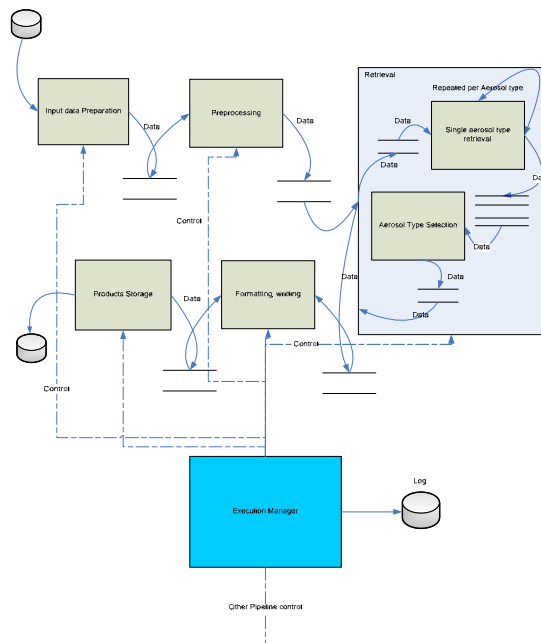 Retrieval
Repeated per Aerosol type
Input data Preparation
Data
Preprocessing
Data
Data
Single aerosol type
retrieval
Data
Da
Control
Aerosol Type Selection
Data
Data
Data
Products Storage
Data
Formatting, writing
Data
Control
Control
Log
Execution Manager
Other Pipeline control